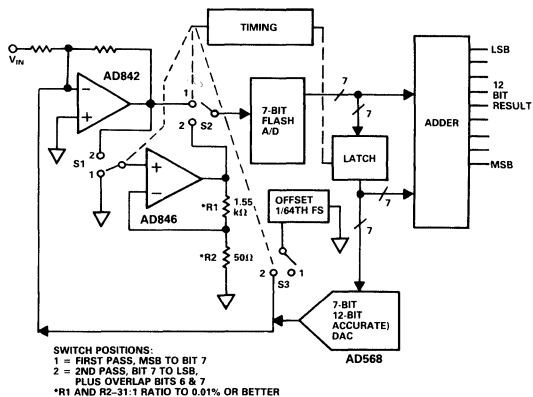 TIMING
VIN
AD842
1
2
S2
7-BIT
FLASH
A/D
7
7
LSB
12
BIT
RESULT
MSB
ADDER
LATCH
7
7
2
S1
1
AD846
*R1
1.55
kΩ
*R2
50Ω
OFFSET
1/64TH FS
2
1
S3
7-BIT
12-BIT
ACCURATE)
DAC
AD568
SWITCH POSITIONS:
1 = FIRST PASS, MSB TO BIT 7
2 = 2ND PASS, BIT 7 TO LSB,
PLUS OVERLAP BITS 6 & 7
*R1 AND R2–31:1 RATIO TO 0.01% OR BETTER